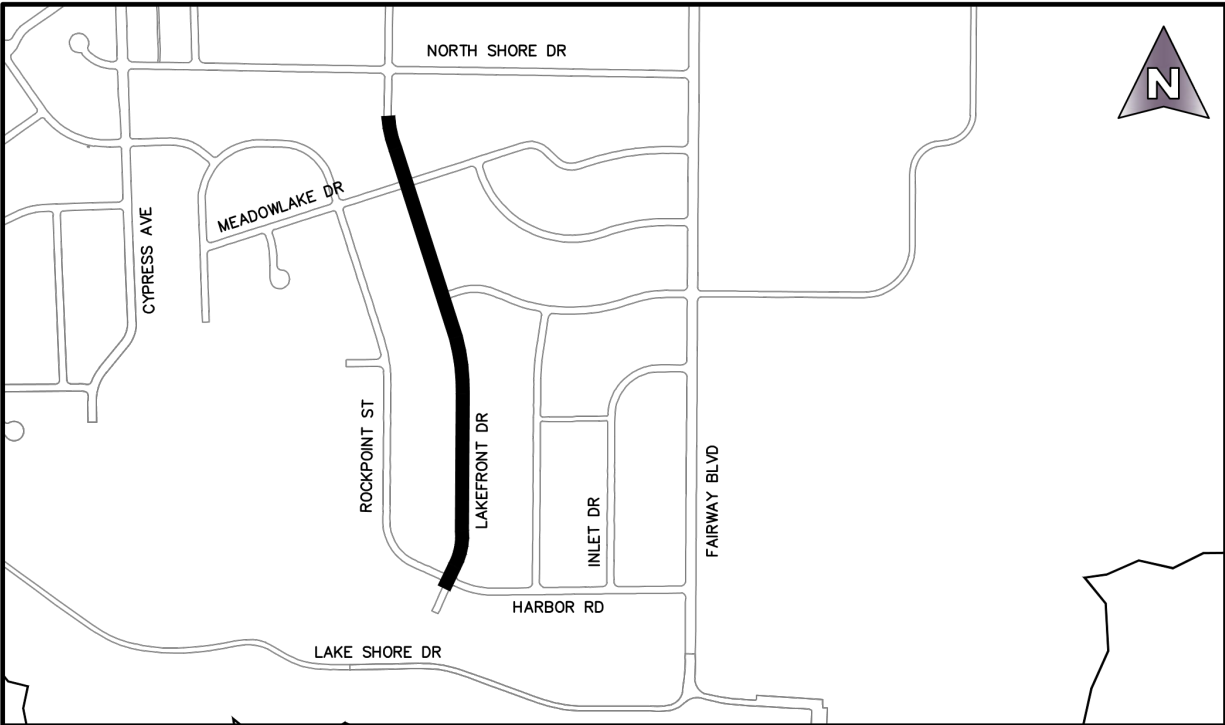 NORTH SHORE DR
N
MEADOWLAKE DR
CYPRESS AVE
ROCKPOINT ST
LAKEFRONT DR
INLET DR
FAIRWAY BLVD
HARBOR RD
LAKE SHORE DR